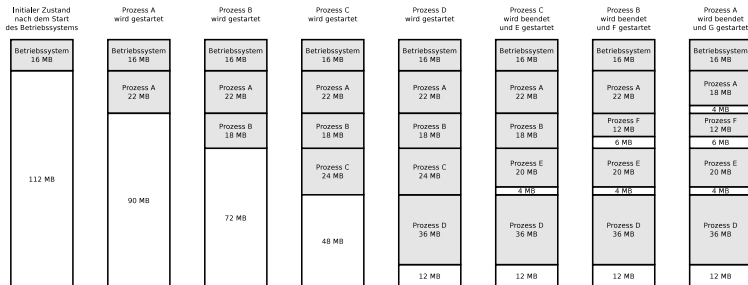 Initialer Zustand
nach dem Start
des Betriebssystems
Betriebssystem
16 MB
112 MB
Prozess A
wird gestartet
Betriebssystem
16 MB
Prozess A
22 MB
90 MB
Prozess B
wird gestartet
Betriebssystem
16 MB
Prozess A
22 MB
Prozess B
18 MB
72 MB
Prozess C
wird gestartet
Betriebssystem
16 MB
Prozess A
22 MB
Prozess B
18 MB
Prozess C
24 MB
48 MB
Prozess D
wird gestartet
Betriebssystem
16 MB
Prozess A
22 MB
Prozess B
18 MB
Prozess C
24 MB
Prozess D
36 MB
12 MB
Prozess C
wird beendet
und E gestartet
Betriebssystem
16 MB
Prozess A
22 MB
Prozess B
18 MB
Prozess E
20 MB
4 MB
Prozess D
36 MB
12 MB
Prozess B
wird beendet
und F gestartet
Betriebssystem
16 MB
Prozess A
22 MB
Prozess F
12 MB
6 MB
Prozess E
20 MB
4 MB
Prozess D
36 MB
12 MB
Prozess A
wird beendet
und G gestartet
Betriebssystem
16 MB
Prozess A
18 MB
4 MB
Prozess F
12 MB
6 MB
Prozess E
20 MB
4 MB
Prozess D
36 MB
12 MB